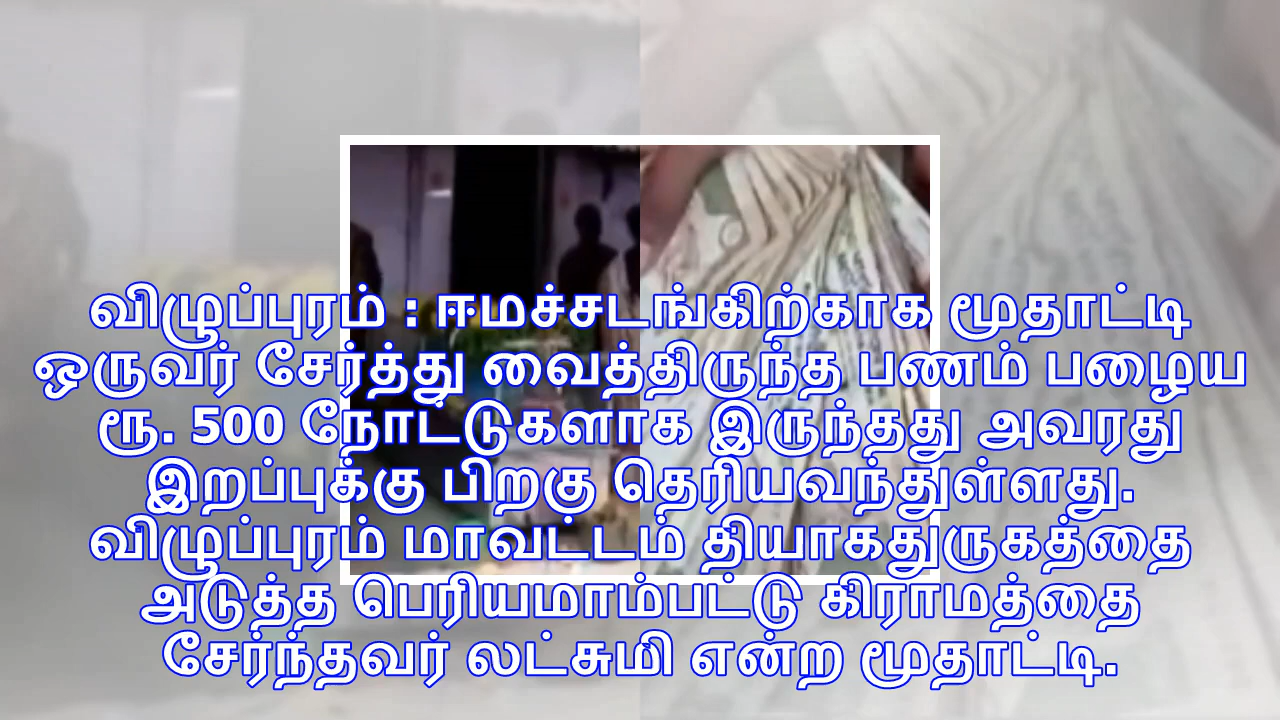 விழுப்புரம் : ஈமச்சடங்கிற்காக மூதாட்டி
ஒருவர் சேர்த்து வைத்திருந்த பணம் பழைய
ரூ. 500 நோட்டுகளாக இருந்தது அவரது
இறப்புக்கு பிறகு தெரியவந்துள்ளது.
விழுப்புரம் மாவட்டம் தியாகதுருகத்தை
அடுத்த பெரியமாம்பட்டு கிராமத்தை
சேர்ந்தவர் லட்சுமி என்ற மூதாட்டி.